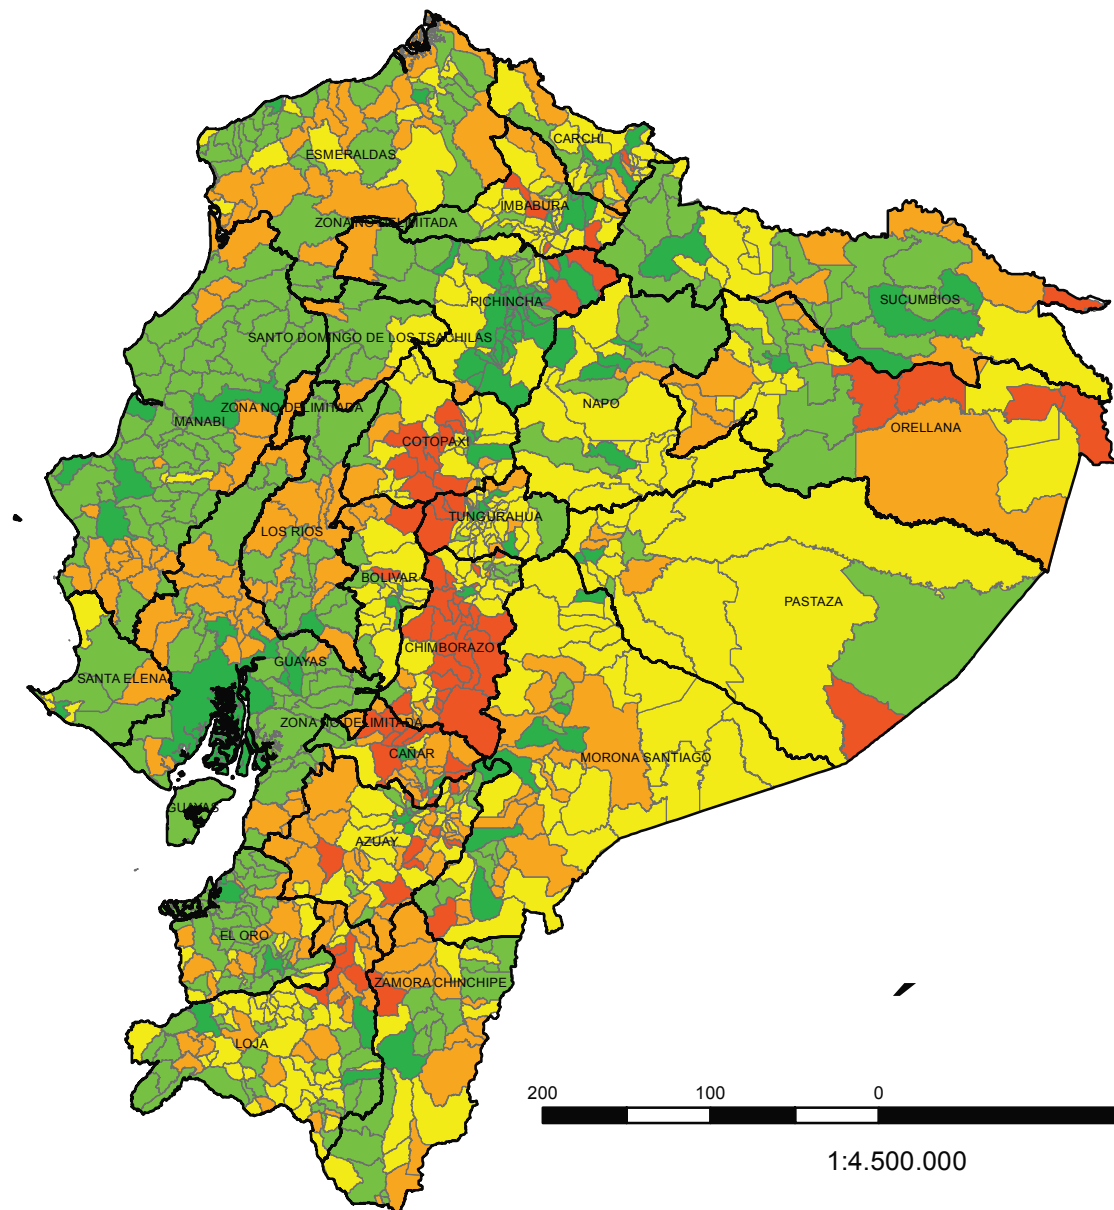 CARCHI
ESMERALDAS
IMBABURA
ZONA NO DELIMITADA
PICHINCHA
SUCUMBIOS
SANTO DOMINGO DE LOS TSACHILAS
NAPO
ZONA NO DELIMITADA
MANABI
ORELLANA
COTOPAXI
TUNGURAHUA
LOS RIOS
BOLIVAR
PASTAZA
CHIMBORAZO
GUAYAS
SANTA ELENA
ZONA NO DELIMITADA
CAÑAR
MORONA SANTIAGO
GUAYAS
AZUAY
EL ORO
ZAMORA CHINCHIPE
LOJA
200 100 0
1:4.500.000